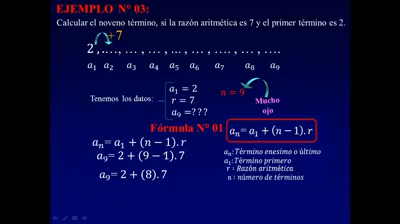 EJEMPLO N° 03:
Calcular el noveno término, si la razón aritmética es 7 y el primer término es 2.
+7
2 ,…., … , … , … , … , …. , … , ….
a₁ a₂ a₃ a₄ a₅ a₆ a₇ a₈ a₉
Tenemos los datos: { a₁ = 2
r = 7
a₉ =???
n = 9
Mucho ojo
Fórmula N° 01
aₙ= a₁ + (n − 1). r
aₙ= a₁ + (n − 1). r
a₉= 2 + (9 − 1). 7
a₉= 2 + (8). 7
aₙ: Término enesimo o último
a₁: Término primero
r : Razón aritmética
n : número de términos